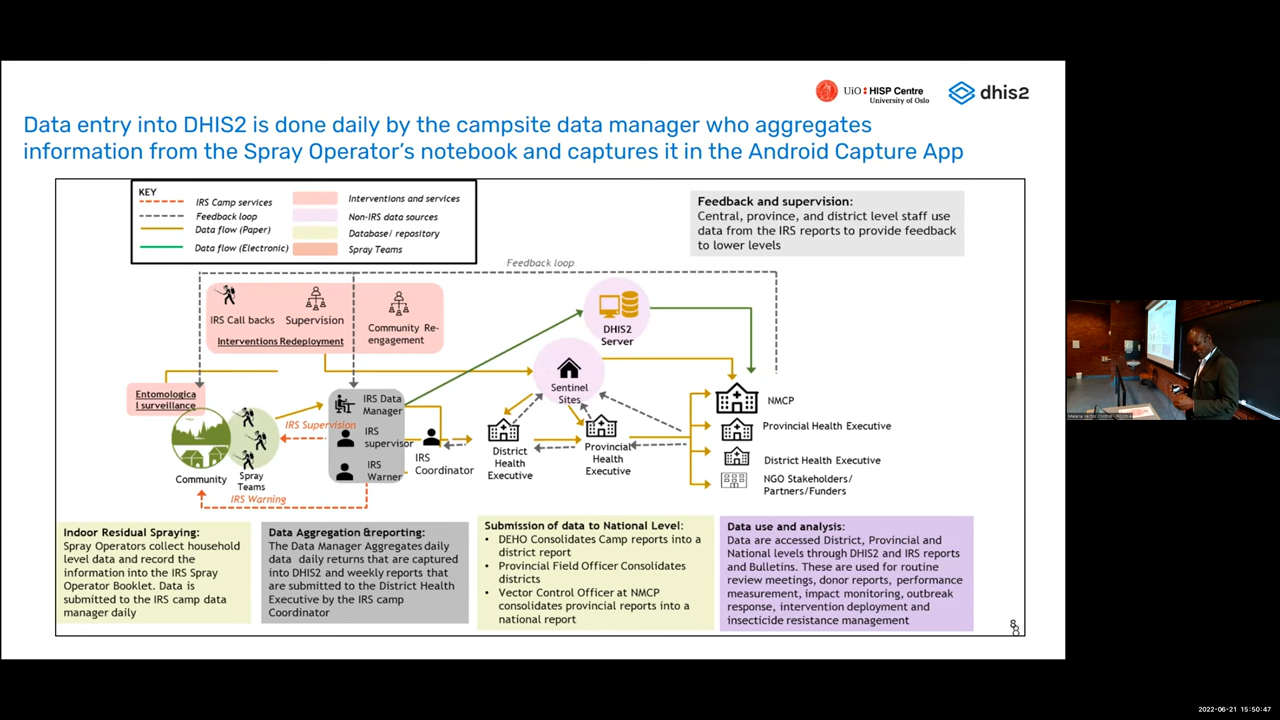 UiO HISP Centre
University of Oslo
dhis2
Data entry into DHIS2 is done daily by the campsite data manager who aggregates
information from the Spray Operator's notebook and captures it in the Android Capture App
KEY
IRS Camp services
Feedback loop
Data flow (Paper)
Data flow (Electronic)
Interventions and services
Non-IRS data sources
Database/ repository
Spray Teams
Feedback and supervision:
Central, province, and district level staff use
data from the IRS reports to provide feedback
to lower levels
Feedback loop
IRS Call backs
Supervision
Community Re-
engagement
Interventions Redeployment
DHIS2
Server
Sentinel
Sites
Entomologica
l surveillance
Community
Spray
Teams
IRS Supervision
IRS Warning
IRS Data
Manager
IRS
supervisor
IRS
Warner
IRS
Coordinator
District
Health
Executive
Provincial
Health
Executive
NMCP
Provincial Health Executive
District Health Executive
NGO Stakeholders/
Partners/Funders
Indoor Residual Spraying:
Spray Operators collect household
level data and record the
information into the IRS Spray
Operator Booklet. Data is
submitted to the IRS camp data
manager daily
Data Aggregation &reporting:
The Data Manager Aggregates daily
data daily returns that are captured
into DHIS2 and weekly reports that
are submitted to the District Health
Executive by the IRS camp
Coordinator
Submission of data to National Level:
• DEHO Consolidates Camp reports into a
district report
• Provincial Field Officer Consolidates
districts
• Vector Control Officer at NMCP
consolidates provincial reports into a
national report
Data use and analysis:
Data are accessed District, Provincial and
National levels through DHIS2 and IRS reports
and Bulletins. These are used for routine
review meetings, donor reports, performance
measurement, impact monitoring, outbreak
response, intervention deployment and
insecticide resistance management
8
8
2022-06-21 15:50:47